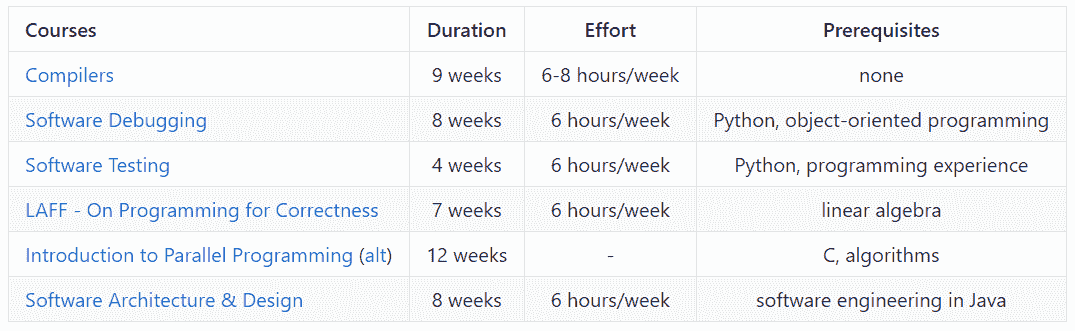 Courses Duration Effort Prerequisites
Compilers 9 weeks 6-8 hours/week none
Software Debugging 8 weeks 6 hours/week Python, object-oriented programming
Software Testing 4 weeks 6 hours/week Python, programming experience
LAFF - On Programming for Correctness 7 weeks 6 hours/week linear algebra
Introduction to Parallel Programming (alt) 12 weeks - C, algorithms
Software Architecture & Design 8 weeks 6 hours/week software engineering in Java